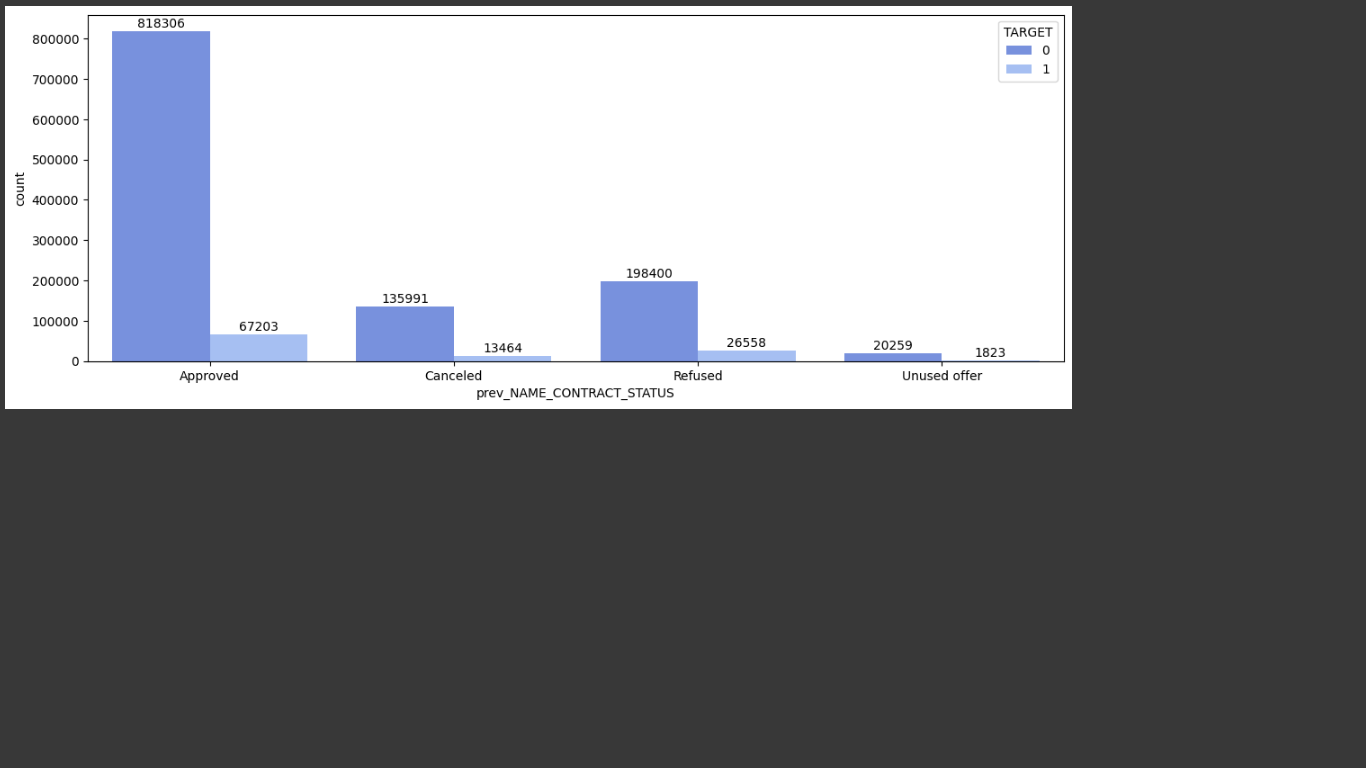 818306
TARGET
0
1
800000
700000
600000
500000
400000
300000
200000
100000
0
count
67203
135991
13464
198400
26558
20259
1823
Approved
Canceled
Refused
Unused offer
prev_NAME_CONTRACT_STATUS